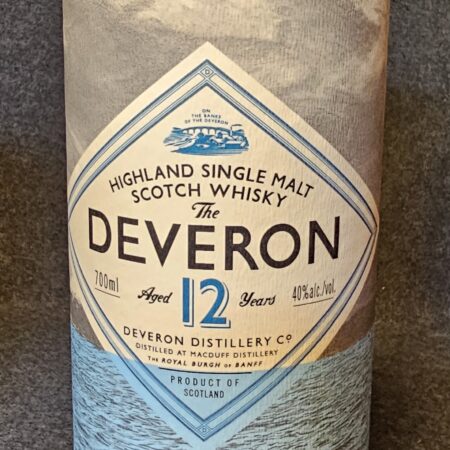 ON
THE BANKS
OF THE DEVERON
HIGHLAND SINGLE MALT
SCOTCH WHISKY
The
DEVERON
700ml
Aged 12 Years
40%alc./vol.
DEVERON DISTILLERY Co
DISTILLED AT MACDUFF DISTILLERY
THE ROYAL BURGH OF BANFF
PRODUCT OF
SCOTLAND